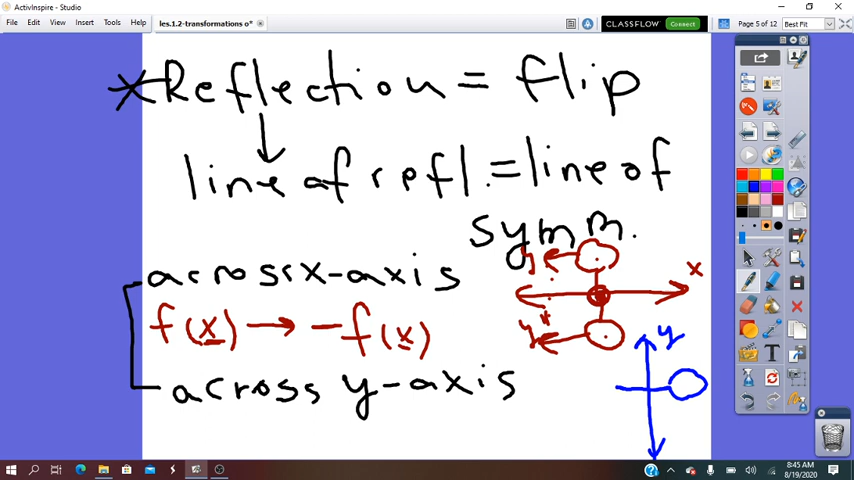 ActivInspire - Studio
File Edit View Insert Tools Help
les.1.2-transformations o*
CLASSFLOW Connect
Page 5 of 12
Best Fit
*Reflection = flip
line of refl. = line of
symm.
across x-axis
x
f(x) → -f(x)
y
y
across y-axis
8:45 AM
8/19/2020